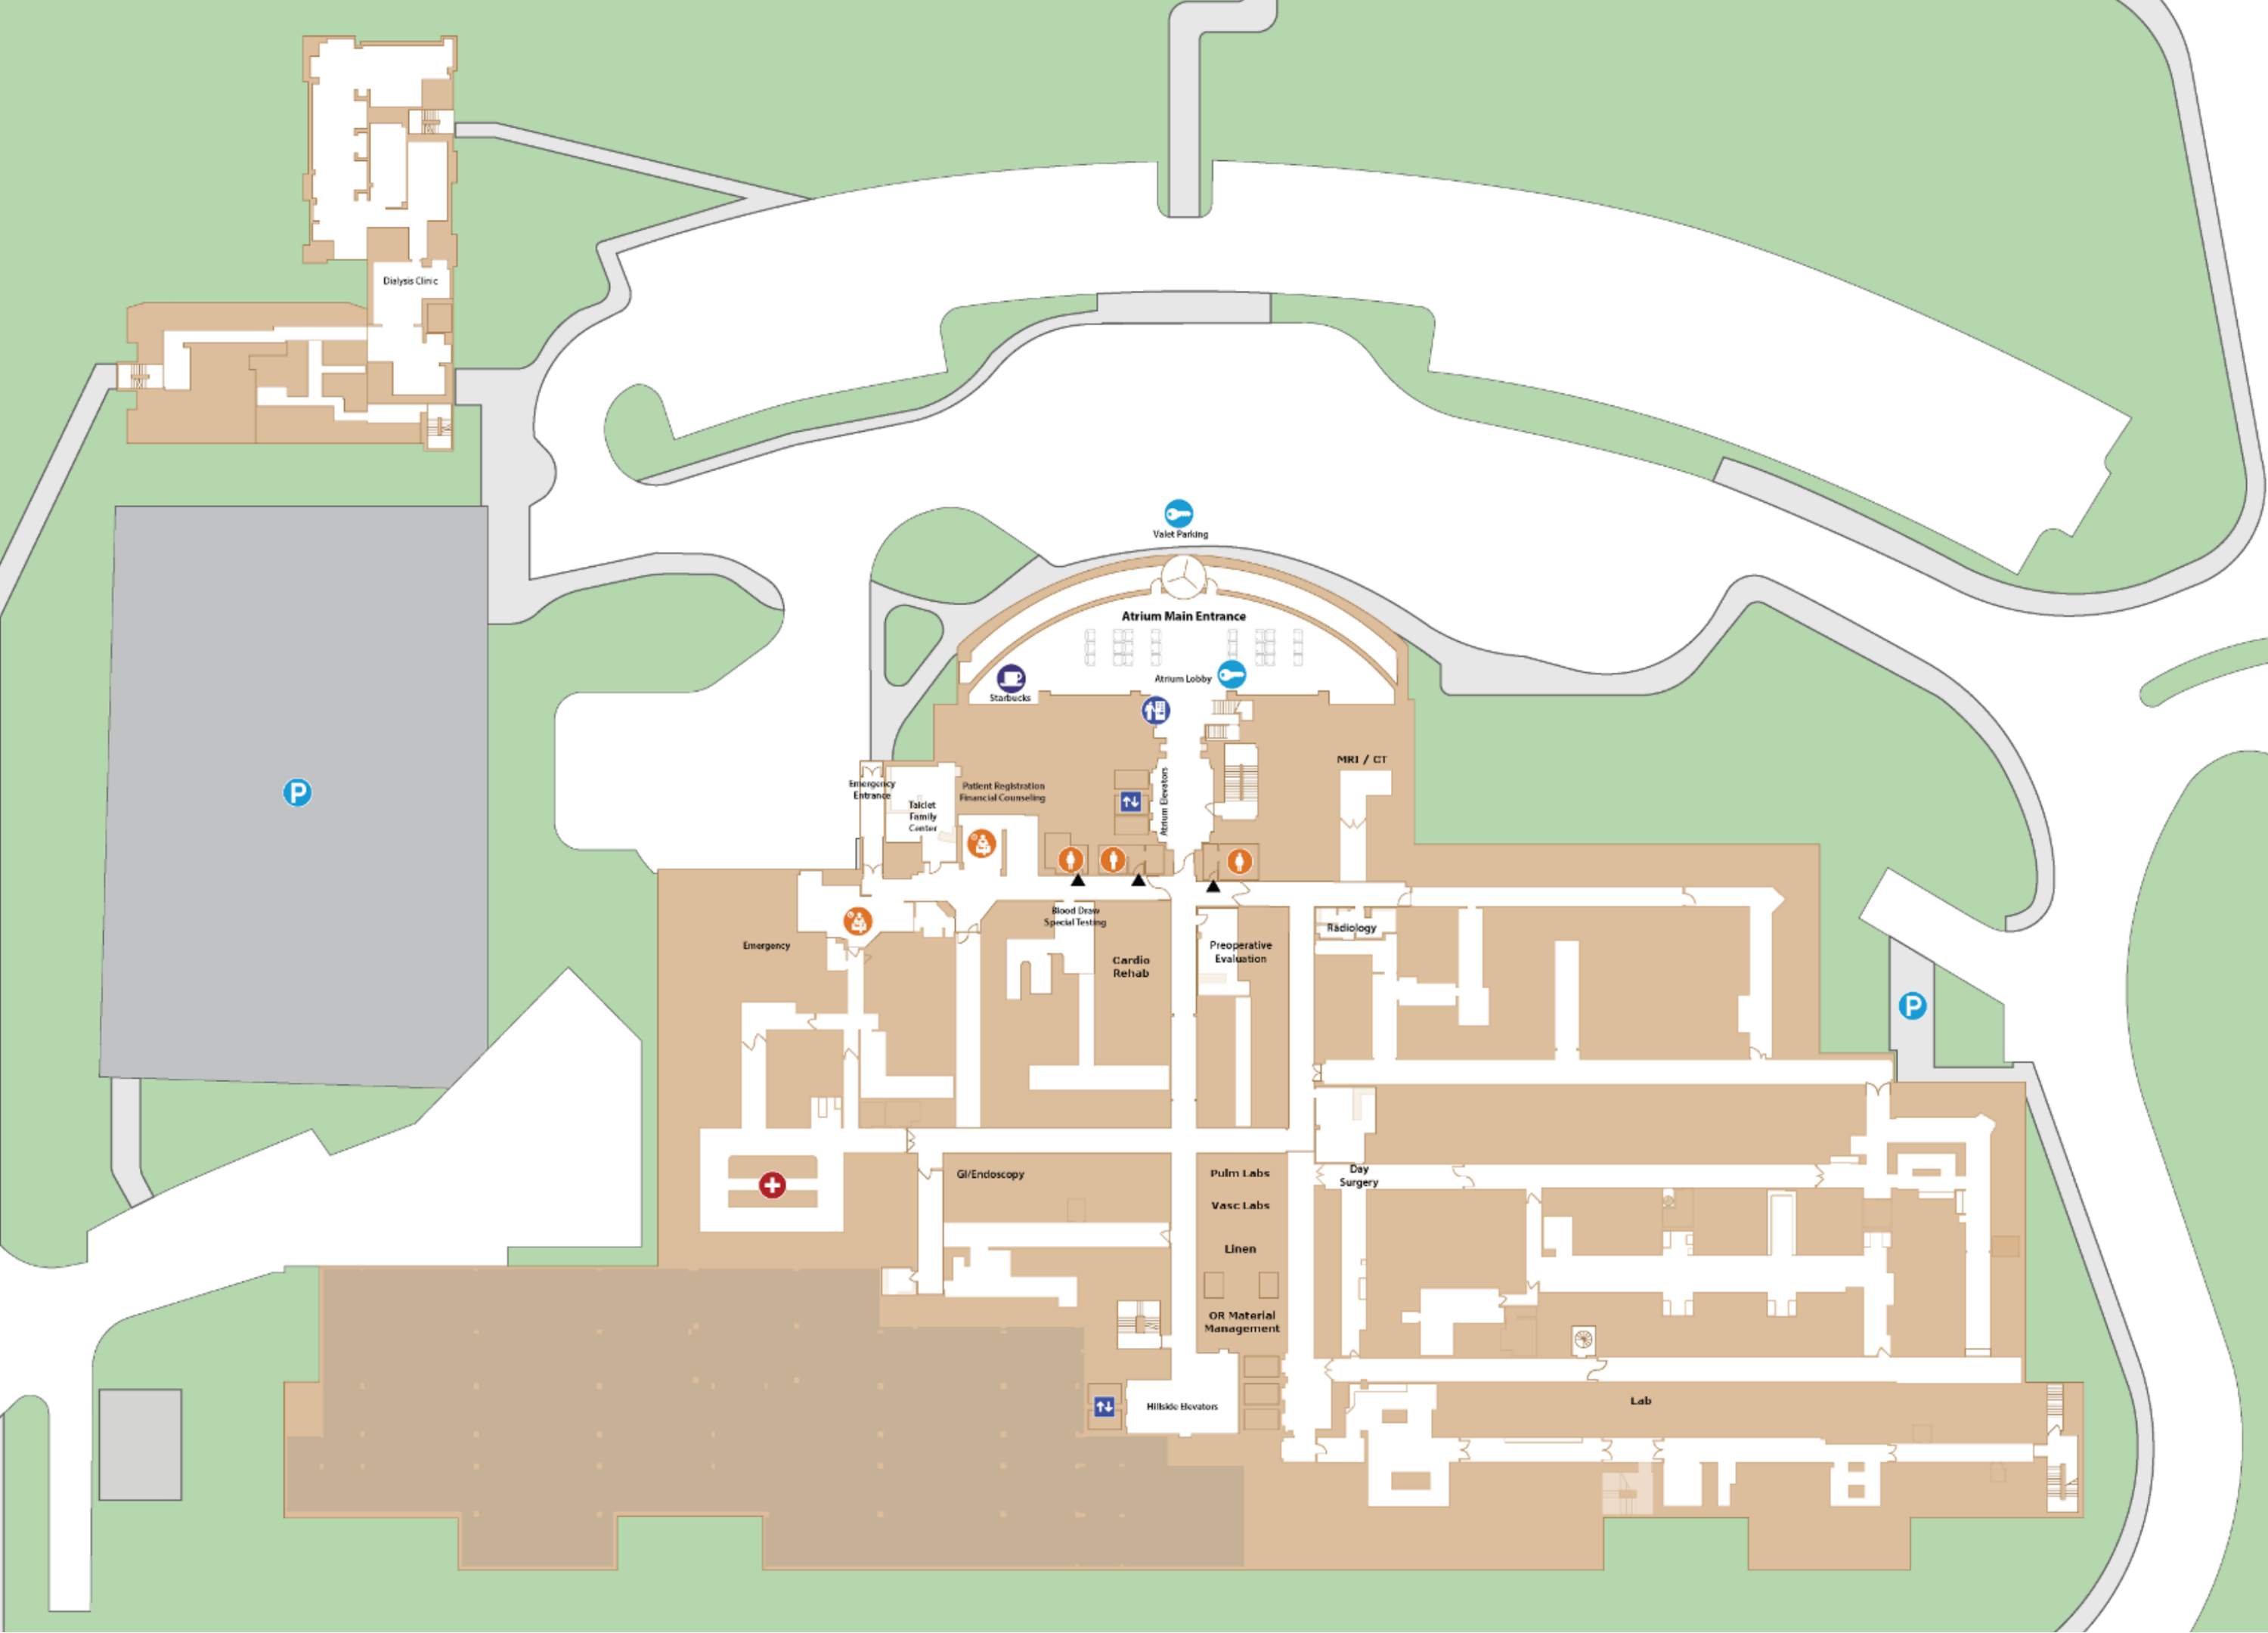 Dialysis Clinic
Valet Parking
Atrium Main Entrance
Atrium Lobby
Starbucks
MRI / CT
Emergency
Entrance
Patient Registration
Financial Counseling
Talclet
Family
Center
Atrium Elevators
P
Blood Draw
Special Testing
Emergency
Radiology
Preoperative
Evaluation
Cardio
Rehab
P
GI/Endoscopy
Pulm Labs
Day
Surgery
Vasc Labs
Linen
OR Material
Management
Lab
Hillside Elevators